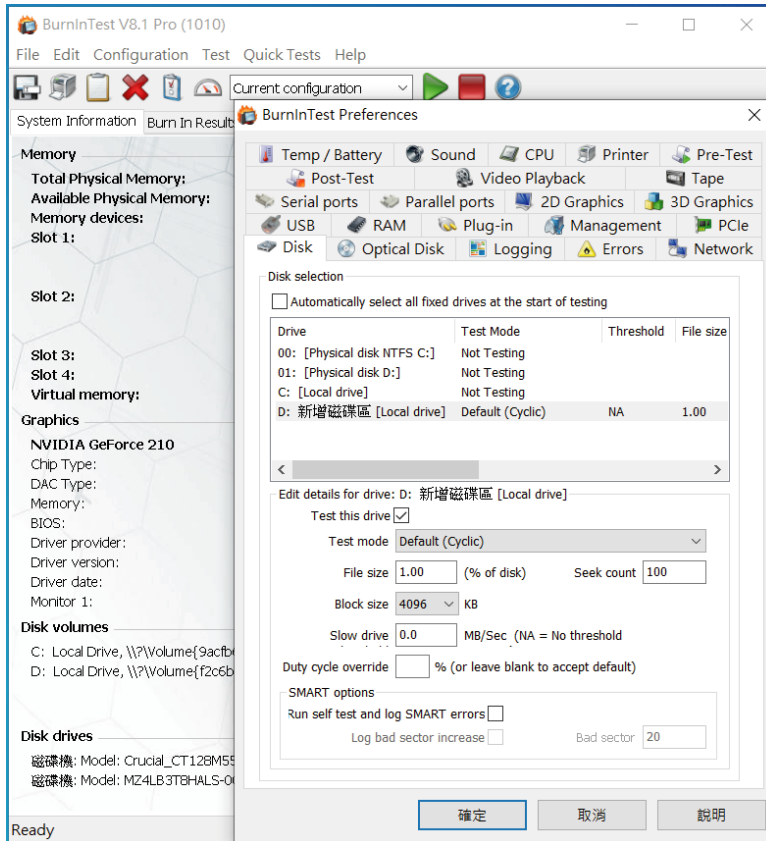 BurnInTest V8.1 Pro (1010)
File Edit Configuration Test Quick Tests Help
Current configuration
System Information Burn In Results
BurnInTest Preferences
Temp / Battery Sound CPU Printer Pre-Test
Post-Test Video Playback Tape
Serial ports Parallel ports 2D Graphics 3D Graphics
USB RAM Plug-in Management PCIe
Disk Optical Disk Logging Errors Network
Memory
Total Physical Memory:
Available Physical Memory:
Memory devices:
Slot 1:
Slot 2:
Slot 3:
Slot 4:
Virtual memory:
Graphics
NVIDIA GeForce 210
Chip Type:
DAC Type:
Memory:
BIOS:
Driver provider:
Driver version:
Driver date:
Monitor 1:
Disk volumes
C: Local Drive, \\?\Volume{9acfb
D: Local Drive, \\?\Volume{f2c6b
Disk drives
磁碟機: Model: Crucial_CT128M55
磁碟機: Model: MZ4LB3T8HALS-0
Ready
Disk selection
Automatically select all fixed drives at the start of testing
Drive Test Mode Threshold File size
00: [Physical disk NTFS C:] Not Testing
01: [Physical disk D:] Not Testing
C: [Local drive] Not Testing
D: 新增磁碟區 [Local drive] Default (Cyclic) NA 1.00
Edit details for drive: D: 新增磁碟區 [Local drive]
Test this drive
Test mode Default (Cyclic)
File size 1.00 (% of disk) Seek count 100
Block size 4096 KB
Slow drive 0.0 MB/Sec (NA = No threshold
Duty cycle override % (or leave blank to accept default)
SMART options
Run self test and log SMART errors
Log bad sector increase Bad sector 20
確定 取消 說明